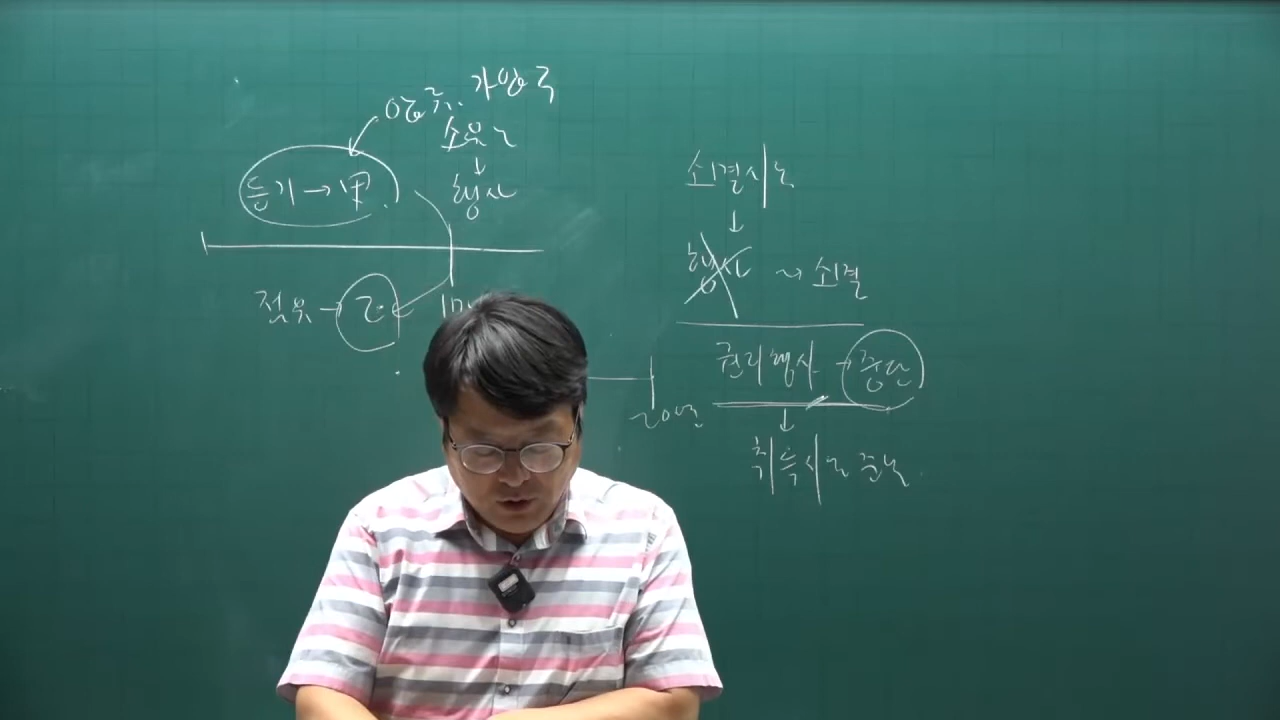 압류, 가압류
소유
↓
행사
등기→甲
점유→乙
10
20년
소멸시효
↓
행사 ~ 소멸
권리행사 → 중단
↓
취득시효 중단